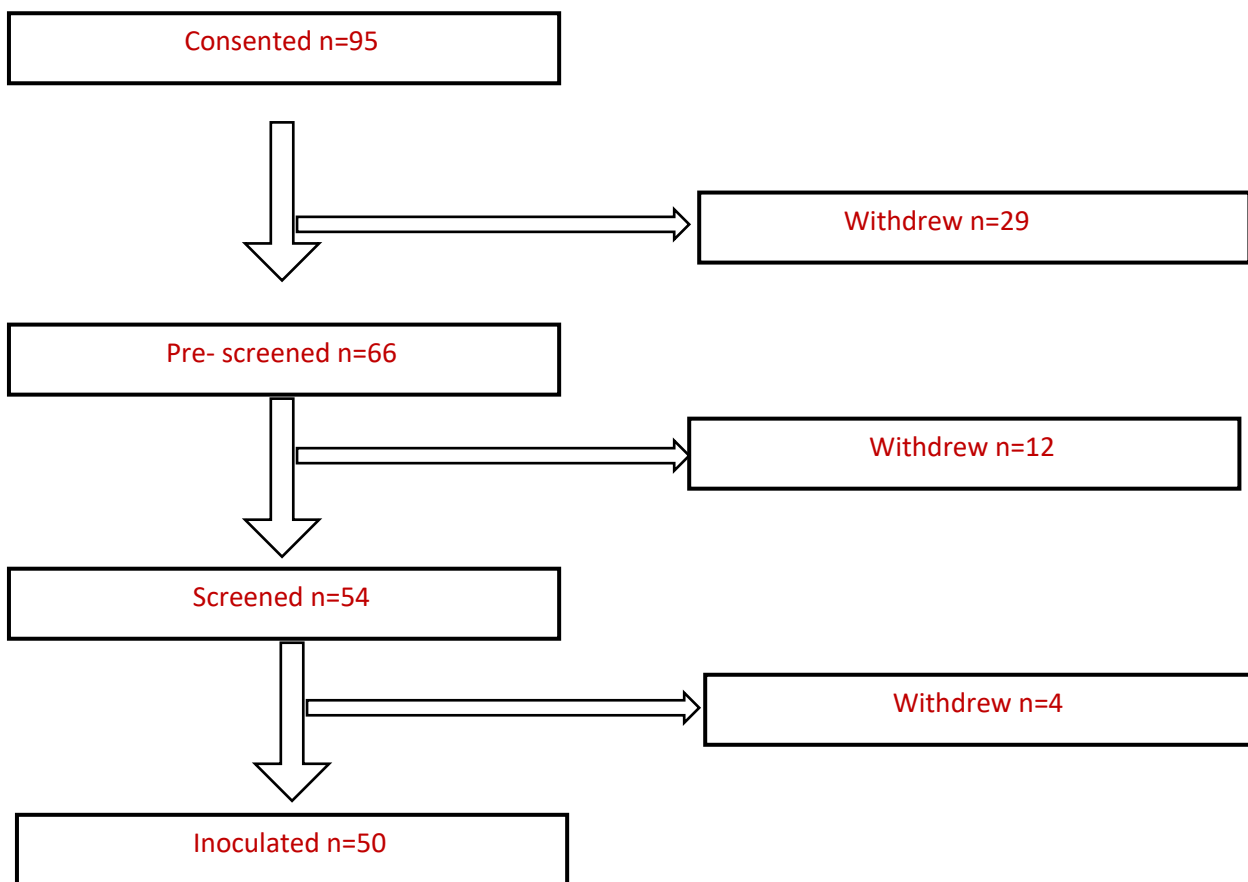 Consented n=95
Withdrew n=29
Pre- screened n=66
Withdrew n=12
Screened n=54
Withdrew n=4
Inoculated n=50